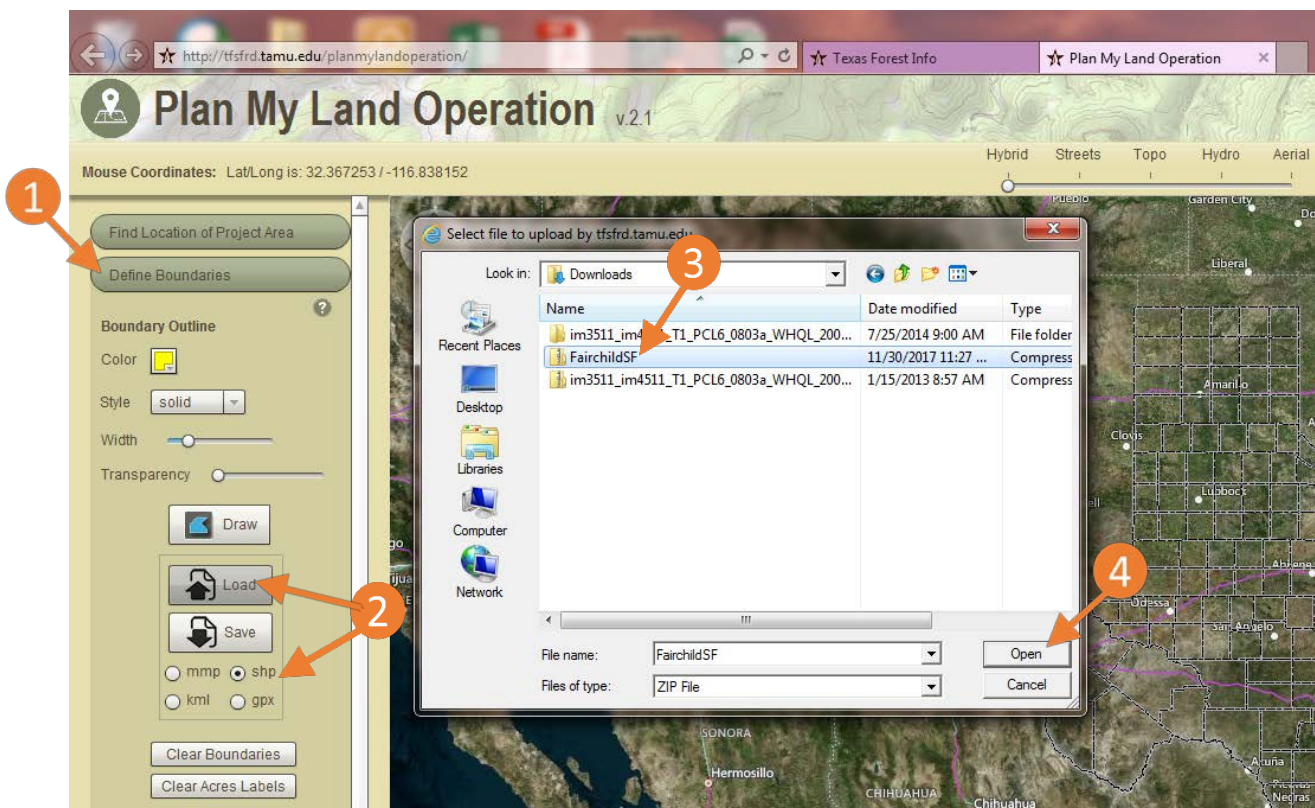 http://tfsfrd.tamu.edu/planmylandoperation/
Texas Forest Info
Plan My Land Operation
Plan My Land Operation v.2.1
Mouse Coordinates: Lat/Long is: 32.367253 / -116.838152
Hybrid Streets Topo Hydro Aerial
1
Find Location of Project Area
Define Boundaries
?
Boundary Outline
Color
Style solid
Width
Transparency
Draw
Load
2
Save
mmp shp
kml gpx
Clear Boundaries
Clear Acres Labels
Select file to upload by tfsfrd.tamu.edu
3
Look in: Downloads
Recent Places
Desktop
Libraries
Computer
Network
Name Date modified Type
7/25/2014 9:00 AM File folder
FairchildSF 11/30/2017 11:27 ... Compress
im3511_im4511_T1_PCL6_0803a_WHQL_200... 1/15/2013 8:57 AM Compress
4
File name: FairchildSF Open
Files of type: ZIP File Cancel
Pueblo
Garden City
Liberal
Amarillo
Clovis
Lubbock
Odessa
San Angelo
SONORA
Hermosillo
CHIHUAHUA
Chihuahua
Negras